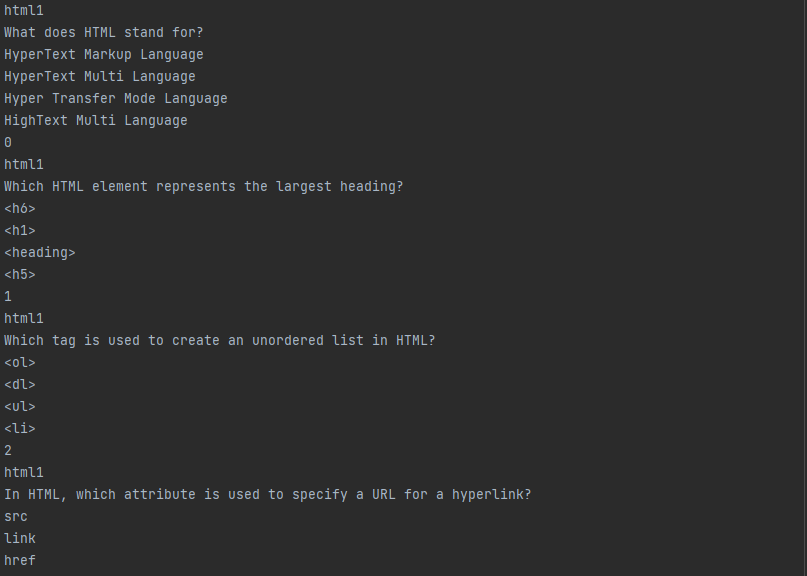 html1
What does HTML stand for?
HyperText Markup Language
HyperText Multi Language
Hyper Transfer Mode Language
HighText Multi Language
0
html1
Which HTML element represents the largest heading?
<h6>
<h1>
<heading>
<h5>
1
html1
Which tag is used to create an unordered list in HTML?
<ol>
<dl>
<ul>
<li>
2
html1
In HTML, which attribute is used to specify a URL for a hyperlink?
src
link
href